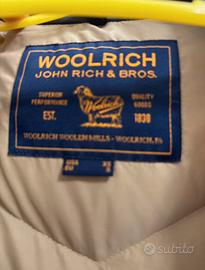 WOOLRICH
JOHN RICH & BROS.
SUPERIOR PERFORMANCE
QUALITY GOODS
Woolrich
EST.
1830
WOOLRICH WOOLEN MILLS - WOOLRICH, PA
USA XS
EU S
subito